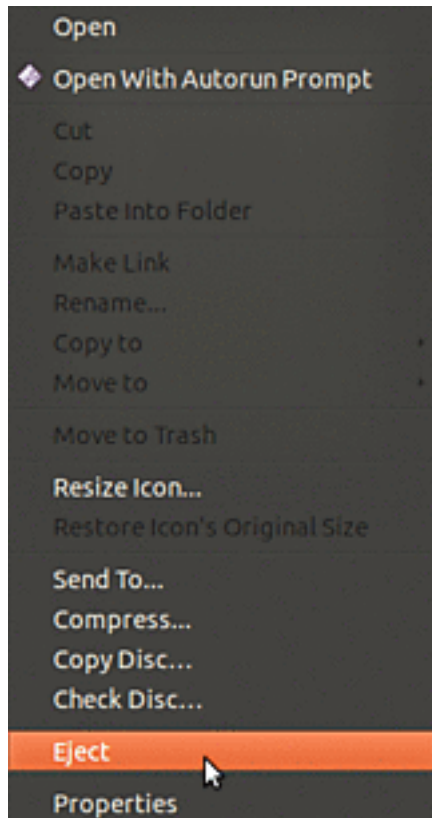 Open
Open With Autorun Prompt
Cut
Copy
Paste Into Folder
Make Link
Rename...
Copy to
Move to
Move to Trash
Resize Icon...
Restore Icon's Original Size
Send To...
Compress...
Copy Disc...
Check Disc...
Eject
Properties